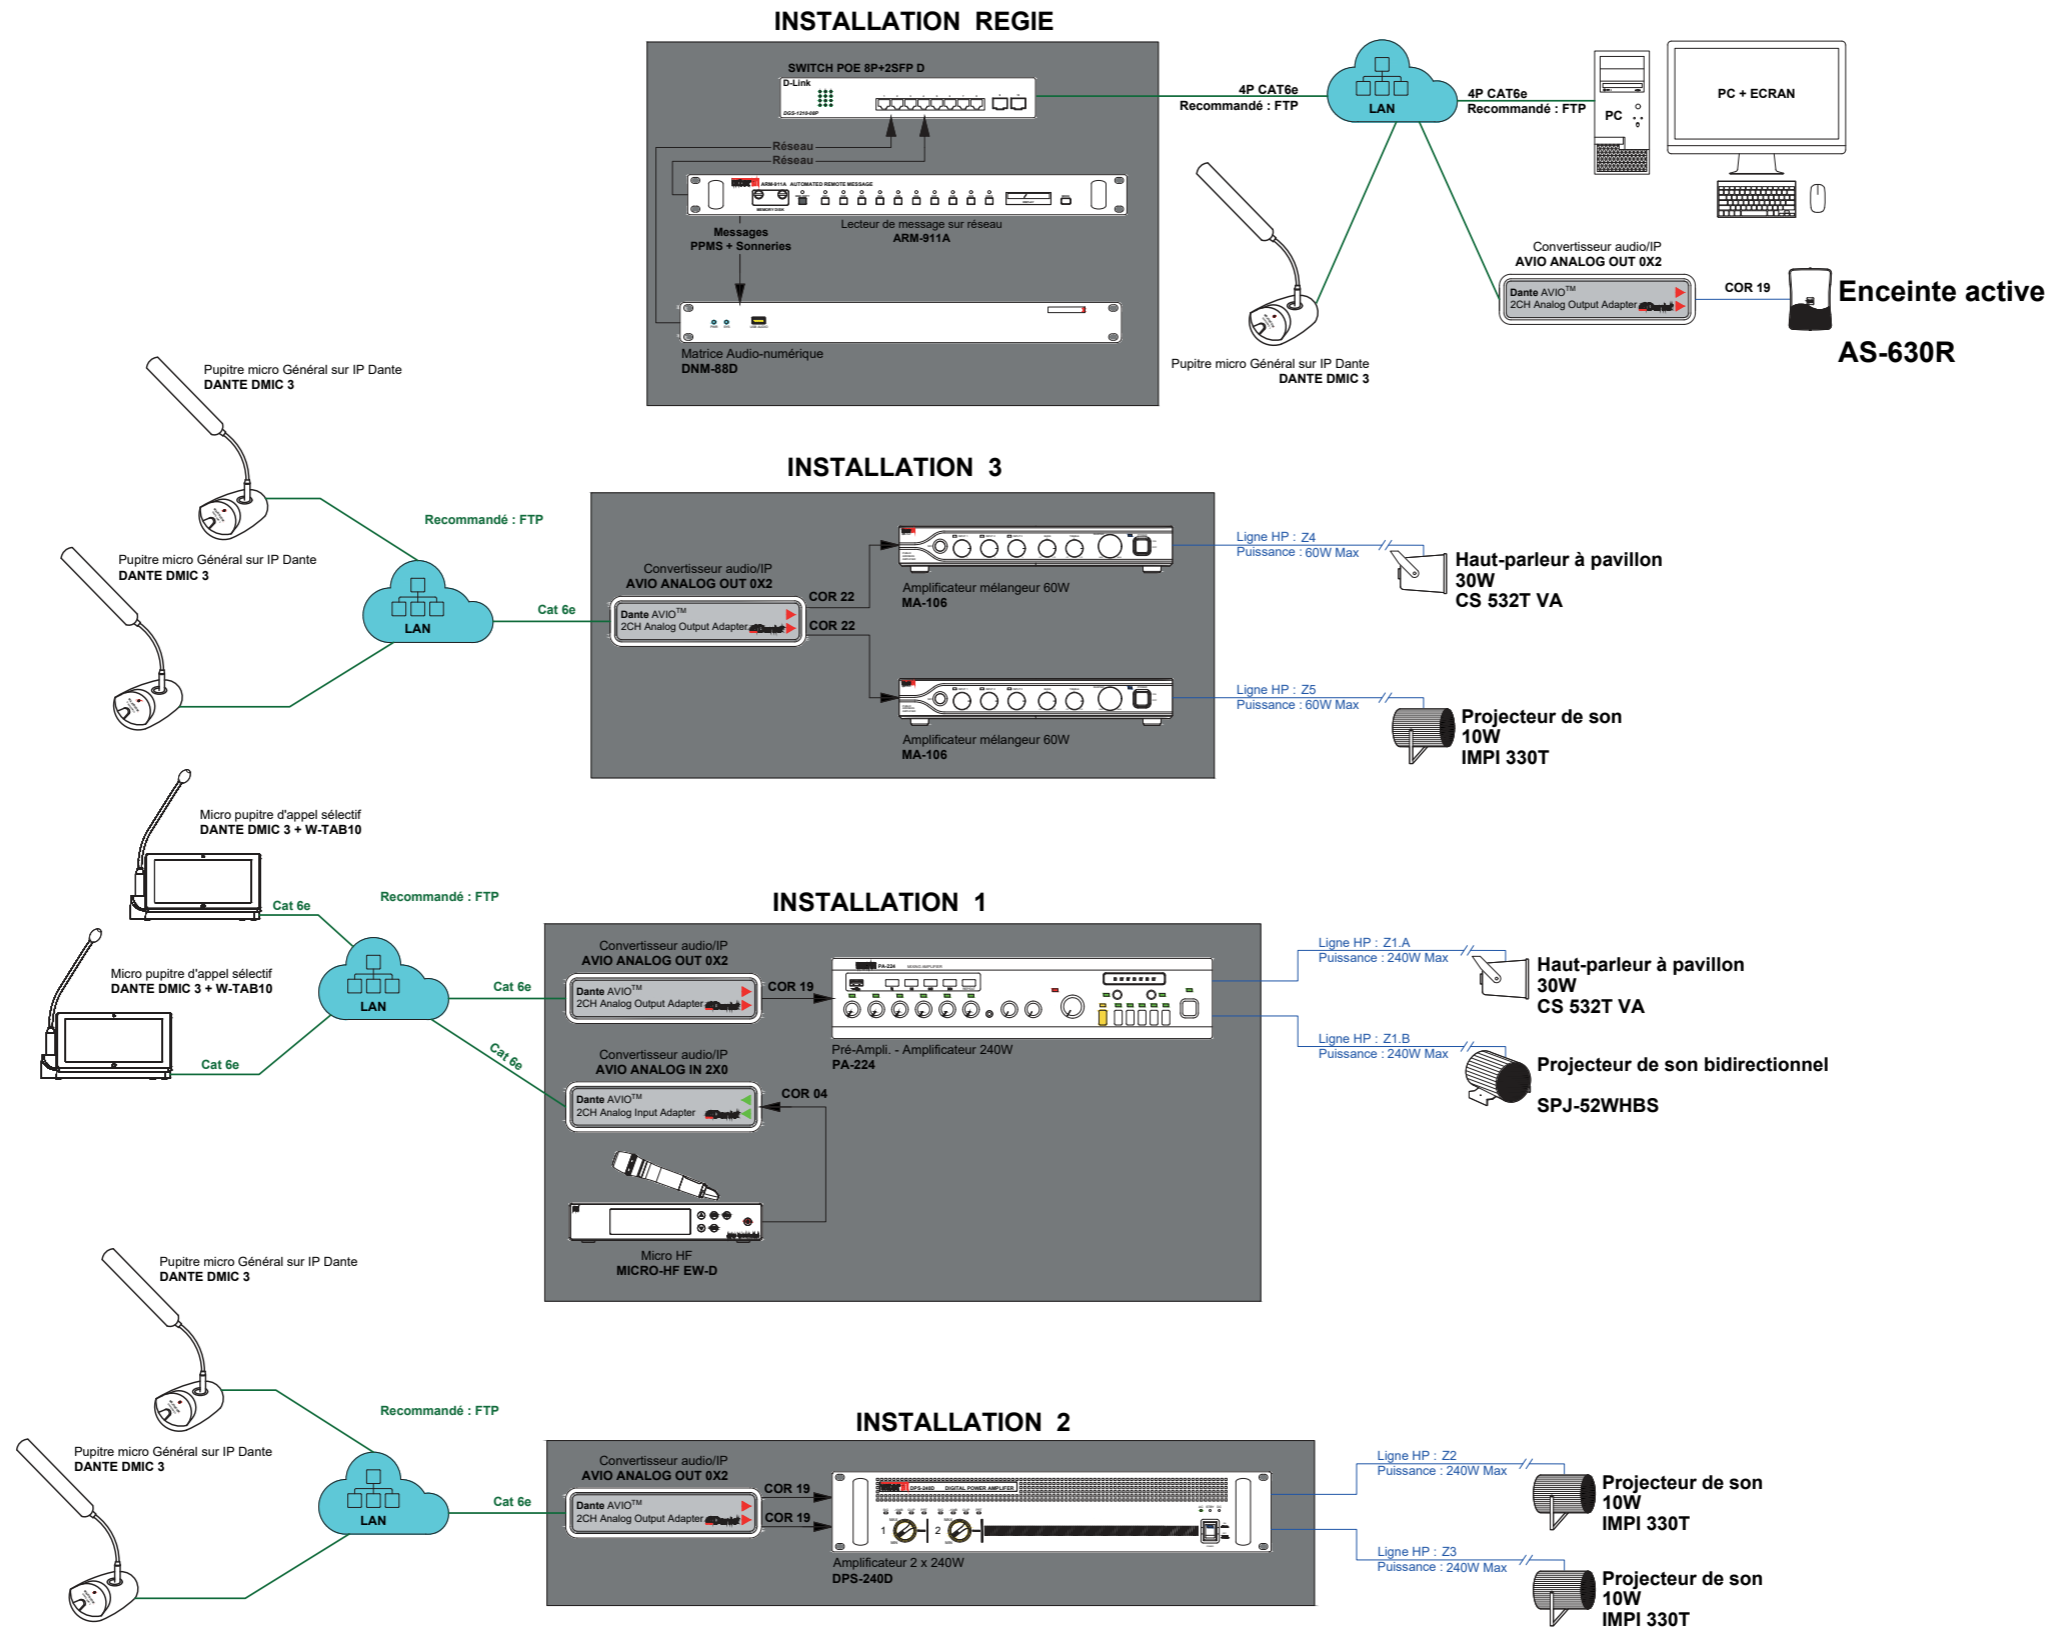 INSTALLATION REGIE
SWITCH POE 8P+2SFP D
D-Link
DGS-1210-08P
4P CAT6e
Recommandé : FTP
LAN
4P CAT6e
Recommandé : FTP
PC
PC + ECRAN
Réseau
Réseau
ARM-911A AUTOMATED REMOTE MESSAGE
MEMORY DISK
Messages
PPMS + Sonneries
Lecteur de message sur réseau
ARM-911A
Matrice Audio-numérique
DNM-88D
Pupitre micro Général sur IP Dante
DANTE DMIC 3
Convertisseur audio/IP
AVIO ANALOG OUT 0X2
Dante AVIO™
2CH Analog Output Adapter
COR 19
Enceinte active
AS-630R
INSTALLATION 3
Pupitre micro Général sur IP Dante
DANTE DMIC 3
Pupitre micro Général sur IP Dante
DANTE DMIC 3
Recommandé : FTP
LAN
Cat 6e
Convertisseur audio/IP
AVIO ANALOG OUT 0X2
Dante AVIO™
2CH Analog Output Adapter
COR 22
COR 22
Amplificateur mélangeur 60W
MA-106
Amplificateur mélangeur 60W
MA-106
Ligne HP : Z4
Puissance : 60W Max
Haut-parleur à pavillon
30W
CS 532T VA
Ligne HP : Z5
Puissance : 60W Max
Projecteur de son
10W
IMPI 330T
INSTALLATION 1
Micro pupitre d'appel sélectif
DANTE DMIC 3 + W-TAB10
Cat 6e
Micro pupitre d'appel sélectif
DANTE DMIC 3 + W-TAB10
Cat 6e
Recommandé : FTP
LAN
Cat 6e
Cat 6e
Convertisseur audio/IP
AVIO ANALOG OUT 0X2
Dante AVIO™
2CH Analog Output Adapter
COR 19
PA-224
Pré-Ampli. - Amplificateur 240W
PA-224
Convertisseur audio/IP
AVIO ANALOG IN 2X0
Dante AVIO™
2CH Analog Input Adapter
COR 04
Micro HF
MICRO-HF EW-D
Ligne HP : Z1.A
Puissance : 240W Max
Haut-parleur à pavillon
30W
CS 532T VA
Ligne HP : Z1.B
Puissance : 240W Max
Projecteur de son bidirectionnel
SPJ-52WHBS
INSTALLATION 2
Pupitre micro Général sur IP Dante
DANTE DMIC 3
Pupitre micro Général sur IP Dante
DANTE DMIC 3
Recommandé : FTP
LAN
Cat 6e
Convertisseur audio/IP
AVIO ANALOG OUT 0X2
Dante AVIO™
2CH Analog Output Adapter
COR 19
COR 19
DPS-240D DIGITAL POWER AMPLIFIER
1
2
Amplificateur 2 x 240W
DPS-240D
Ligne HP : Z2
Puissance : 240W Max
Projecteur de son
10W
IMPI 330T
Ligne HP : Z3
Puissance : 240W Max
Projecteur de son
10W
IMPI 330T